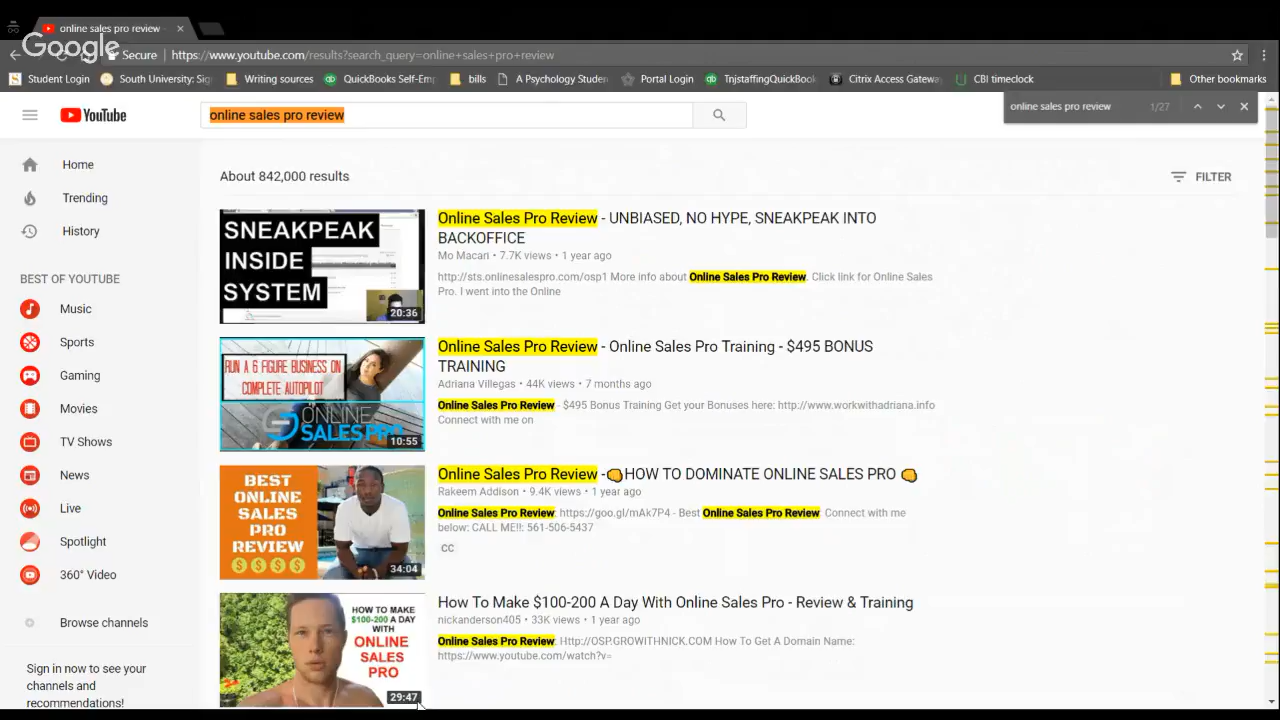 online sales pro review
Google
Secure
https://www.youtube.com/results?search_query=online+sales+pro+review
Student Login
South University: Sig
Writing sources
QuickBooks Self-Emp
bills
A Psychology Studen
Portal Login
TnjstaffingQuickBook
Citrix Access Gatewa
CBI timeclock
Other bookmarks
online sales pro review 1/27
YouTube
online sales pro review
Home
Trending
History
BEST OF YOUTUBE
Music
Sports
Gaming
Movies
TV Shows
News
Live
Spotlight
360° Video
Browse channels
Sign in now to see your
channels and
recommendations!
About 842,000 results
FILTER
SNEAKPEAK
INSIDE
SYSTEM
20:36
Online Sales Pro Review - UNBIASED, NO HYPE, SNEAKPEAK INTO
BACKOFFICE
Mo Macari • 7.7K views • 1 year ago
http://sts.onlinesalespro.com/osp1 More info about Online Sales Pro Review. Click link for Online Sales
Pro. I went into the Online
RUN A 6 FIGURE BUSINESS ON
COMPLETE AUTOPILOT
ONLINE
SALES PRO
10:55
Online Sales Pro Review - Online Sales Pro Training - $495 BONUS
TRAINING
Adriana Villegas • 44K views • 7 months ago
Online Sales Pro Review - $495 Bonus Training Get your Bonuses here: http://www.workwithadriana.info
Connect with me on
BEST
ONLINE
SALES
PRO
REVIEW
$ $ $ $
34:04
Online Sales Pro Review -👊HOW TO DOMINATE ONLINE SALES PRO 👊
Rakeem Addison • 9.4K views • 1 year ago
Online Sales Pro Review: https://goo.gl/mAk7P4 - Best Online Sales Pro Review. Connect with me
below: CALL ME!!: 561-506-5437
CC
HOW TO MAKE
$100-200 A DAY
WITH
ONLINE
SALES
PRO
29:47
How To Make $100-200 A Day With Online Sales Pro - Review & Training
nickanderson405 • 33K views • 1 year ago
Online Sales Pro Review: Http://OSP.GROWITHNICK.COM How To Get A Domain Name:
https://www.youtube.com/watch?v=